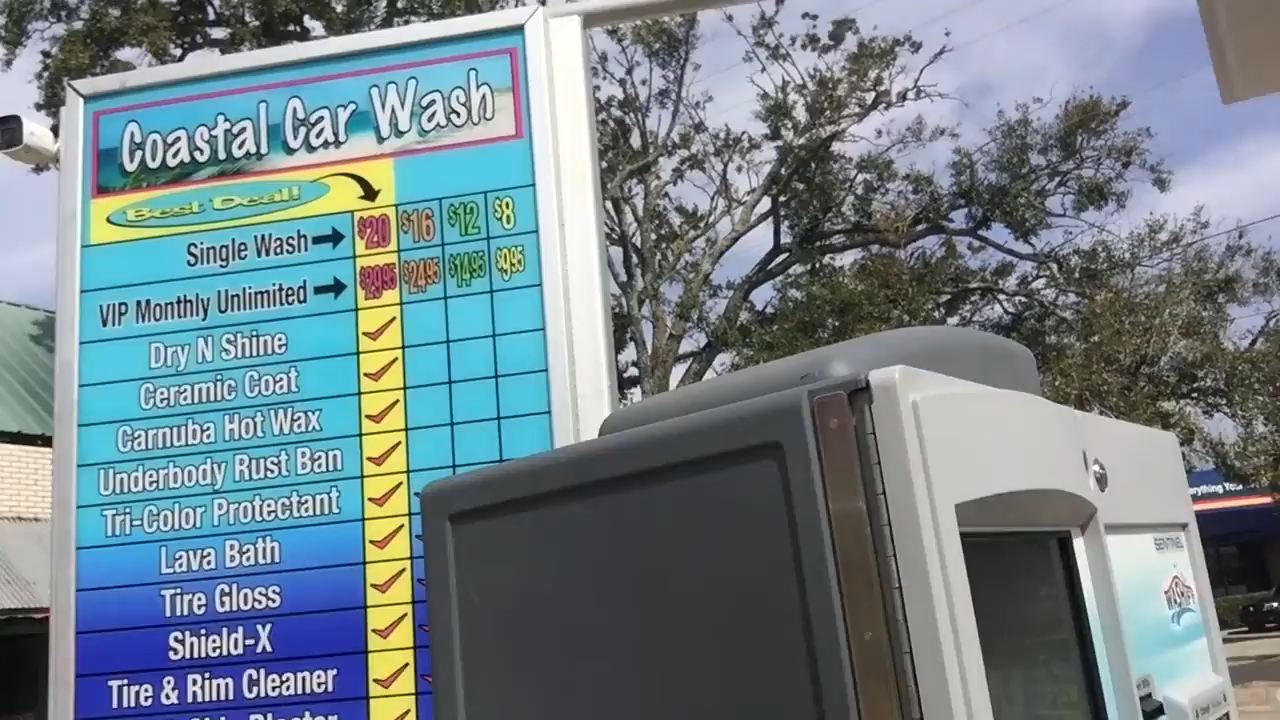 Coastal Car Wash
Best Deal!
Single Wash $20 $16 $12 $8
VIP Monthly Unlimited $29.95 $24.95 $14.95 $9.95
Dry N Shine
Ceramic Coat
Carnuba Hot Wax
Underbody Rust Ban
Tri-Color Protectant
Lava Bath
Tire Gloss
Shield-X
Tire & Rim Cleaner
SENTINEL